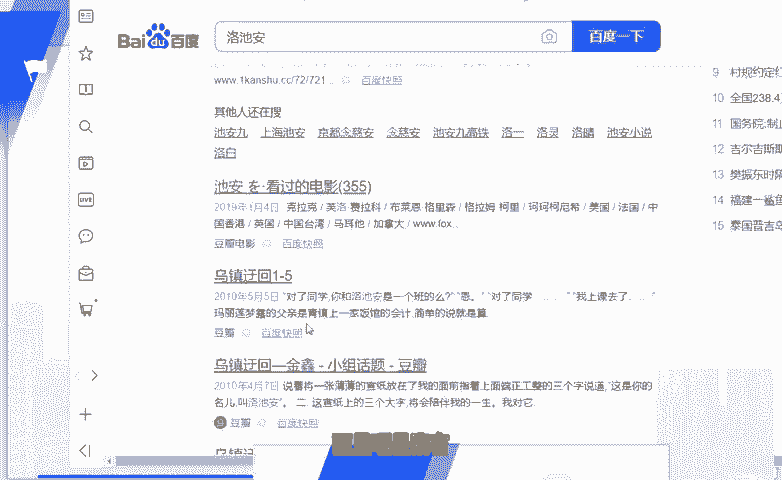 Bai du 百度
洛池安
百度一下
www.1kanshu.cc/72/721... 百度快照
其他人还在搜
池安九 上海池安 京都念慈安 念慈安 池安九高铁 洛一 洛灵 洛晴 池安小说
洛白
池安 を·看过的电影(355)
2019年1月4日 克拉克 / 英洛·赛拉科 / 布莱恩·格里森 / 格拉姆·柯里 / 珂珂柯尼希 / 美国 / 法国 / 中
国香港 / 英国 / 中国台湾 / 马耳他 / 加拿大 / www.fox...
豆瓣电影 百度快照
乌镇迂回1-5
2010年5月5日 "对了同学,你和洛池安是一个班的么?" "恩。" "对了同学 ... ..." "我上课去了... ..."
玛丽莲梦露的父亲是青镇上一家饭馆的会计,简单的说就是算.
豆瓣 百度快照
乌镇迂回—金鑫 - 小组话题 - 豆瓣
2010年4月7日 说着将一张薄薄的宣纸放在了我的面前指着上面端正工整的三个字说道,"这是你的
名儿,叫洛池安"。 二. 这宣纸上的三个大字,将会陪伴我的一生。我对它.
豆瓣 百度快照
乌镇迂
9 村规约定红
10 全国238.4万
11 国务院:制止
12 吉尔吉斯斯
13 樊振东时隔
14 福建一鲨鱼
15 泰国普吉岛